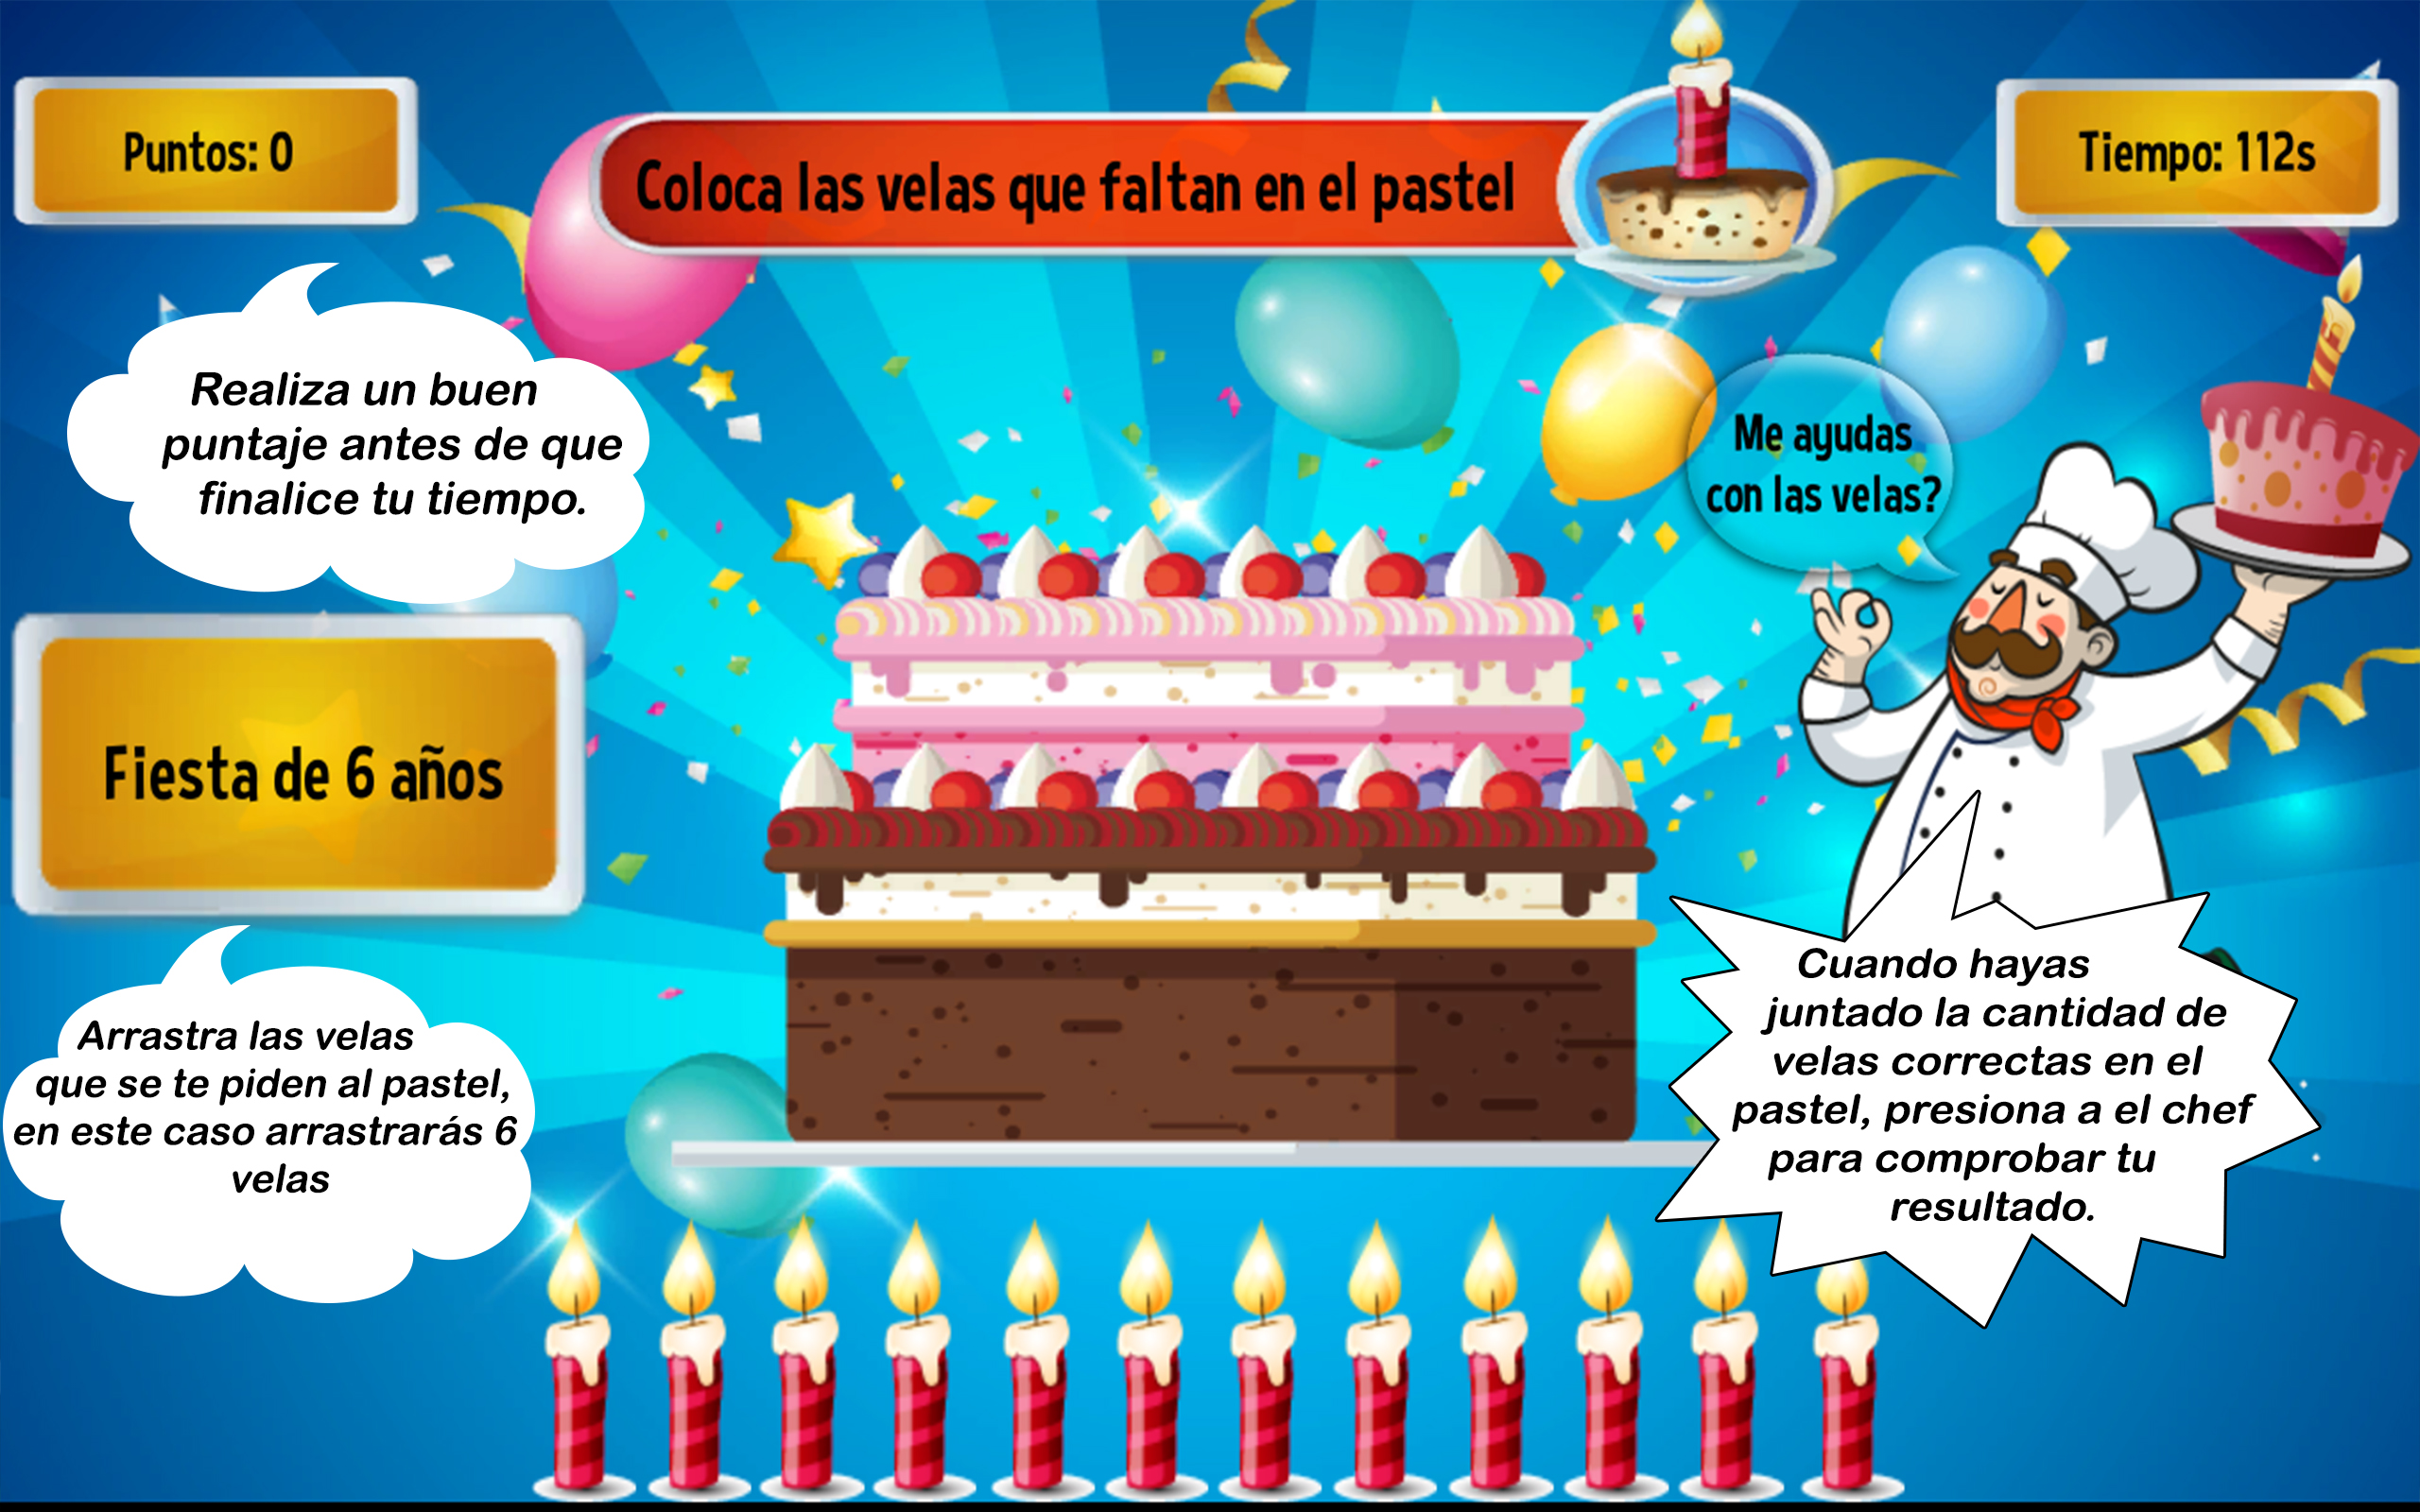 Puntos: 0
Coloca las velas que faltan en el pastel
Tiempo: 112s
Realiza un buen
puntaje antes de que
finalice tu tiempo.
Me ayudas
con las velas?
Fiesta de 6 años
Arrastra las velas
que se te piden al pastel,
en este caso arrastrarás 6
velas
Cuando hayas
juntado la cantidad de
velas correctas en el
pastel, presiona a el chef
para comprobar tu
resultado.